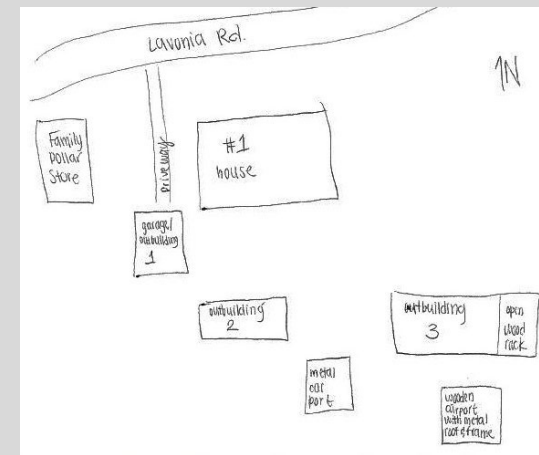 Lavonia Rd.
1N
Family
Dollar
Store
driveway
#1
house
garage/
outbuilding
1
outbuilding
2
outbuilding
3
open
wood
rack
metal
car
port
wooden
carport
with metal
roof & frame